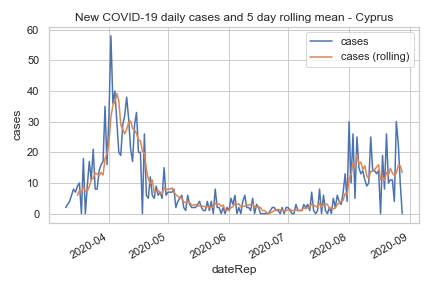 New COVID-19 daily cases and 5 day rolling mean - Cyprus
60
50
40
30
20
10
0
cases
cases
cases (rolling)
2020-04
2020-05
2020-06
2020-07
2020-08
2020-09
dateRep